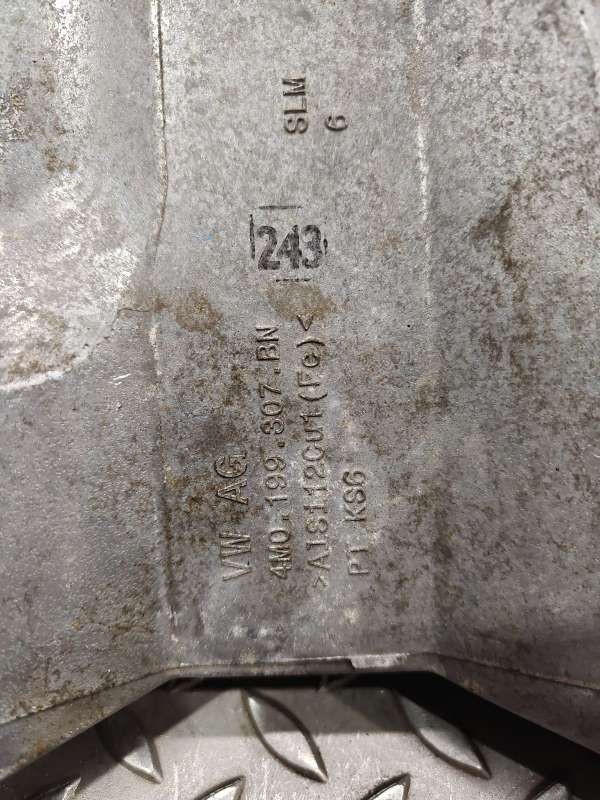 VW AG
4M0.199.307.BN
>AlSi12Cu1(Fe)<
P1 KS6
243
SLM
6